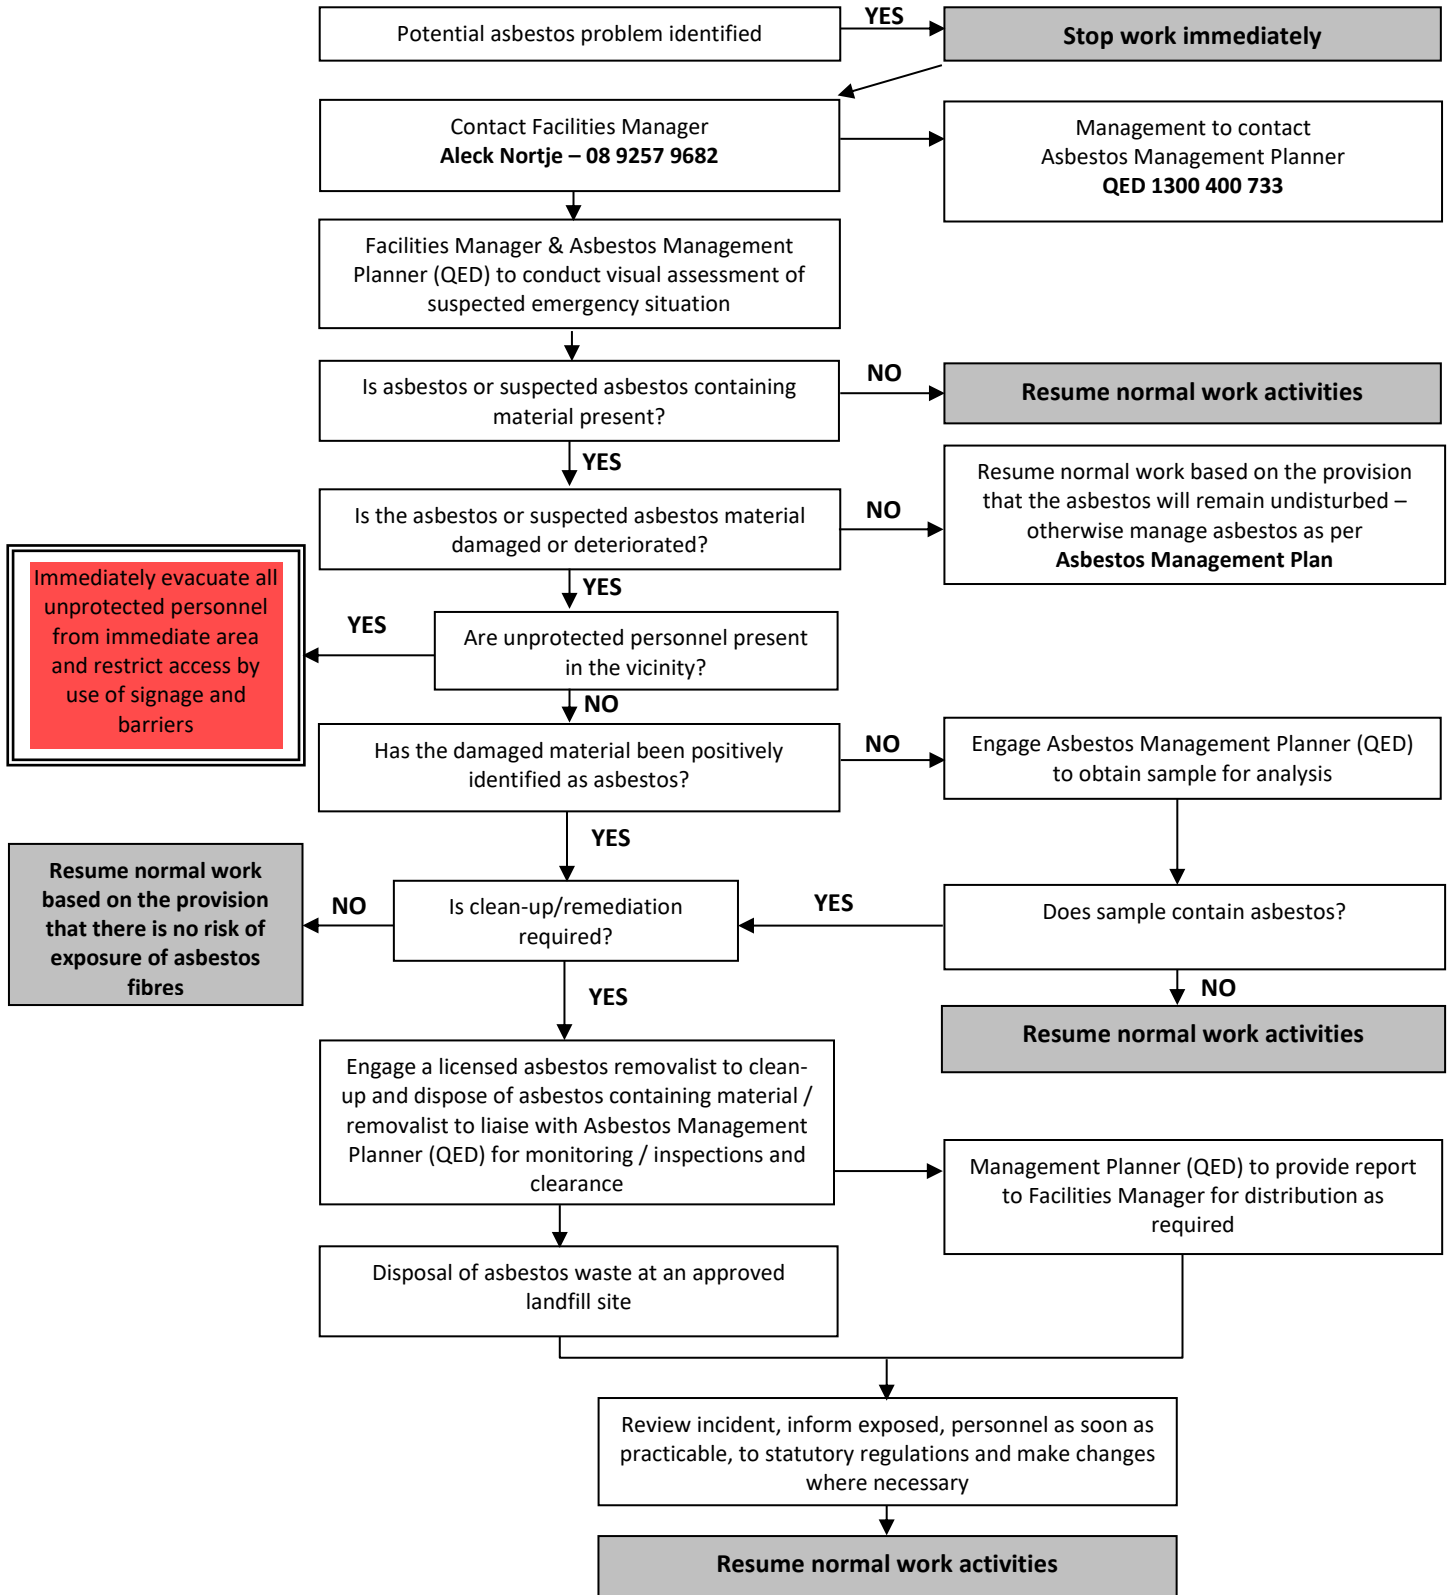 Potential asbestos problem identified
YES
Stop work immediately
Contact Facilities Manager
Aleck Nortje – 08 9257 9682
Management to contact
Asbestos Management Planner
QED 1300 400 733
Facilities Manager & Asbestos Management
Planner (QED) to conduct visual assessment of
suspected emergency situation
Is asbestos or suspected asbestos containing
material present?
NO
Resume normal work activities
YES
Is the asbestos or suspected asbestos material
damaged or deteriorated?
NO
Resume normal work based on the provision
that the asbestos will remain undisturbed –
otherwise manage asbestos as per
Asbestos Management Plan
YES
Are unprotected personnel present
in the vicinity?
YES
Immediately evacuate all
unprotected personnel
from immediate area
and restrict access by
use of signage and
barriers
NO
Has the damaged material been positively
identified as asbestos?
NO
Engage Asbestos Management Planner (QED)
to obtain sample for analysis
YES
Is clean-up/remediation
required?
NO
Resume normal work
based on the provision
that there is no risk of
exposure of asbestos
fibres
YES
Does sample contain asbestos?
NO
Resume normal work activities
YES
Engage a licensed asbestos removalist to clean-
up and dispose of asbestos containing material /
removalist to liaise with Asbestos Management
Planner (QED) for monitoring / inspections and
clearance
Management Planner (QED) to provide report
to Facilities Manager for distribution as
required
Disposal of asbestos waste at an approved
landfill site
Review incident, inform exposed, personnel as soon as
practicable, to statutory regulations and make changes
where necessary
Resume normal work activities